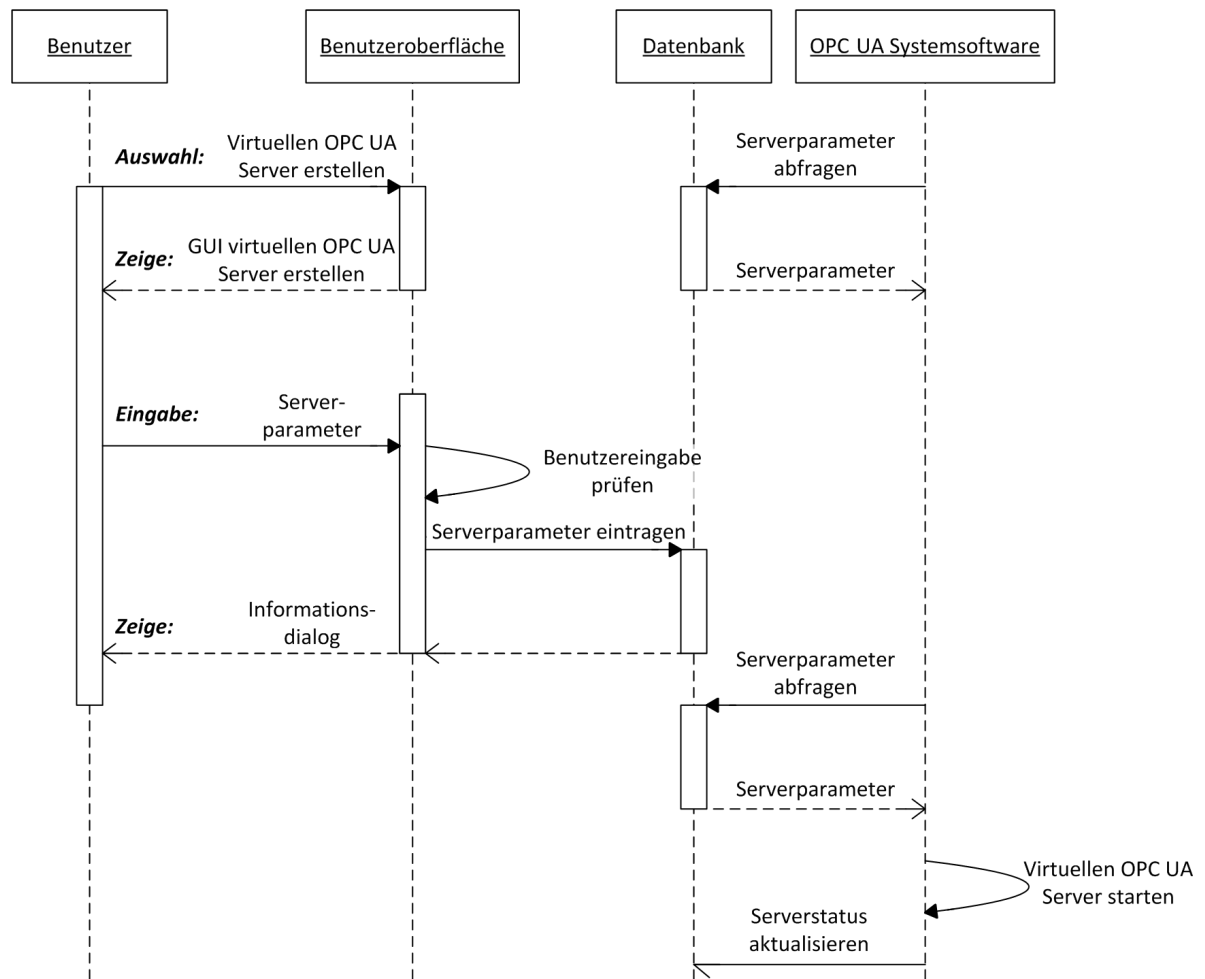 Benutzer
Benutzeroberfläche
Datenbank
OPC UA Systemsoftware
Auswahl:
Virtuellen OPC UA
Server erstellen
Serverparameter
abfragen
Zeige:
GUI virtuellen OPC UA
Server erstellen
Serverparameter
Eingabe:
Server-
parameter
Benutzereingabe
prüfen
Serverparameter eintragen
Zeige:
Informations-
dialog
Serverparameter
abfragen
Serverparameter
Virtuellen OPC UA
Server starten
Serverstatus
aktualisieren